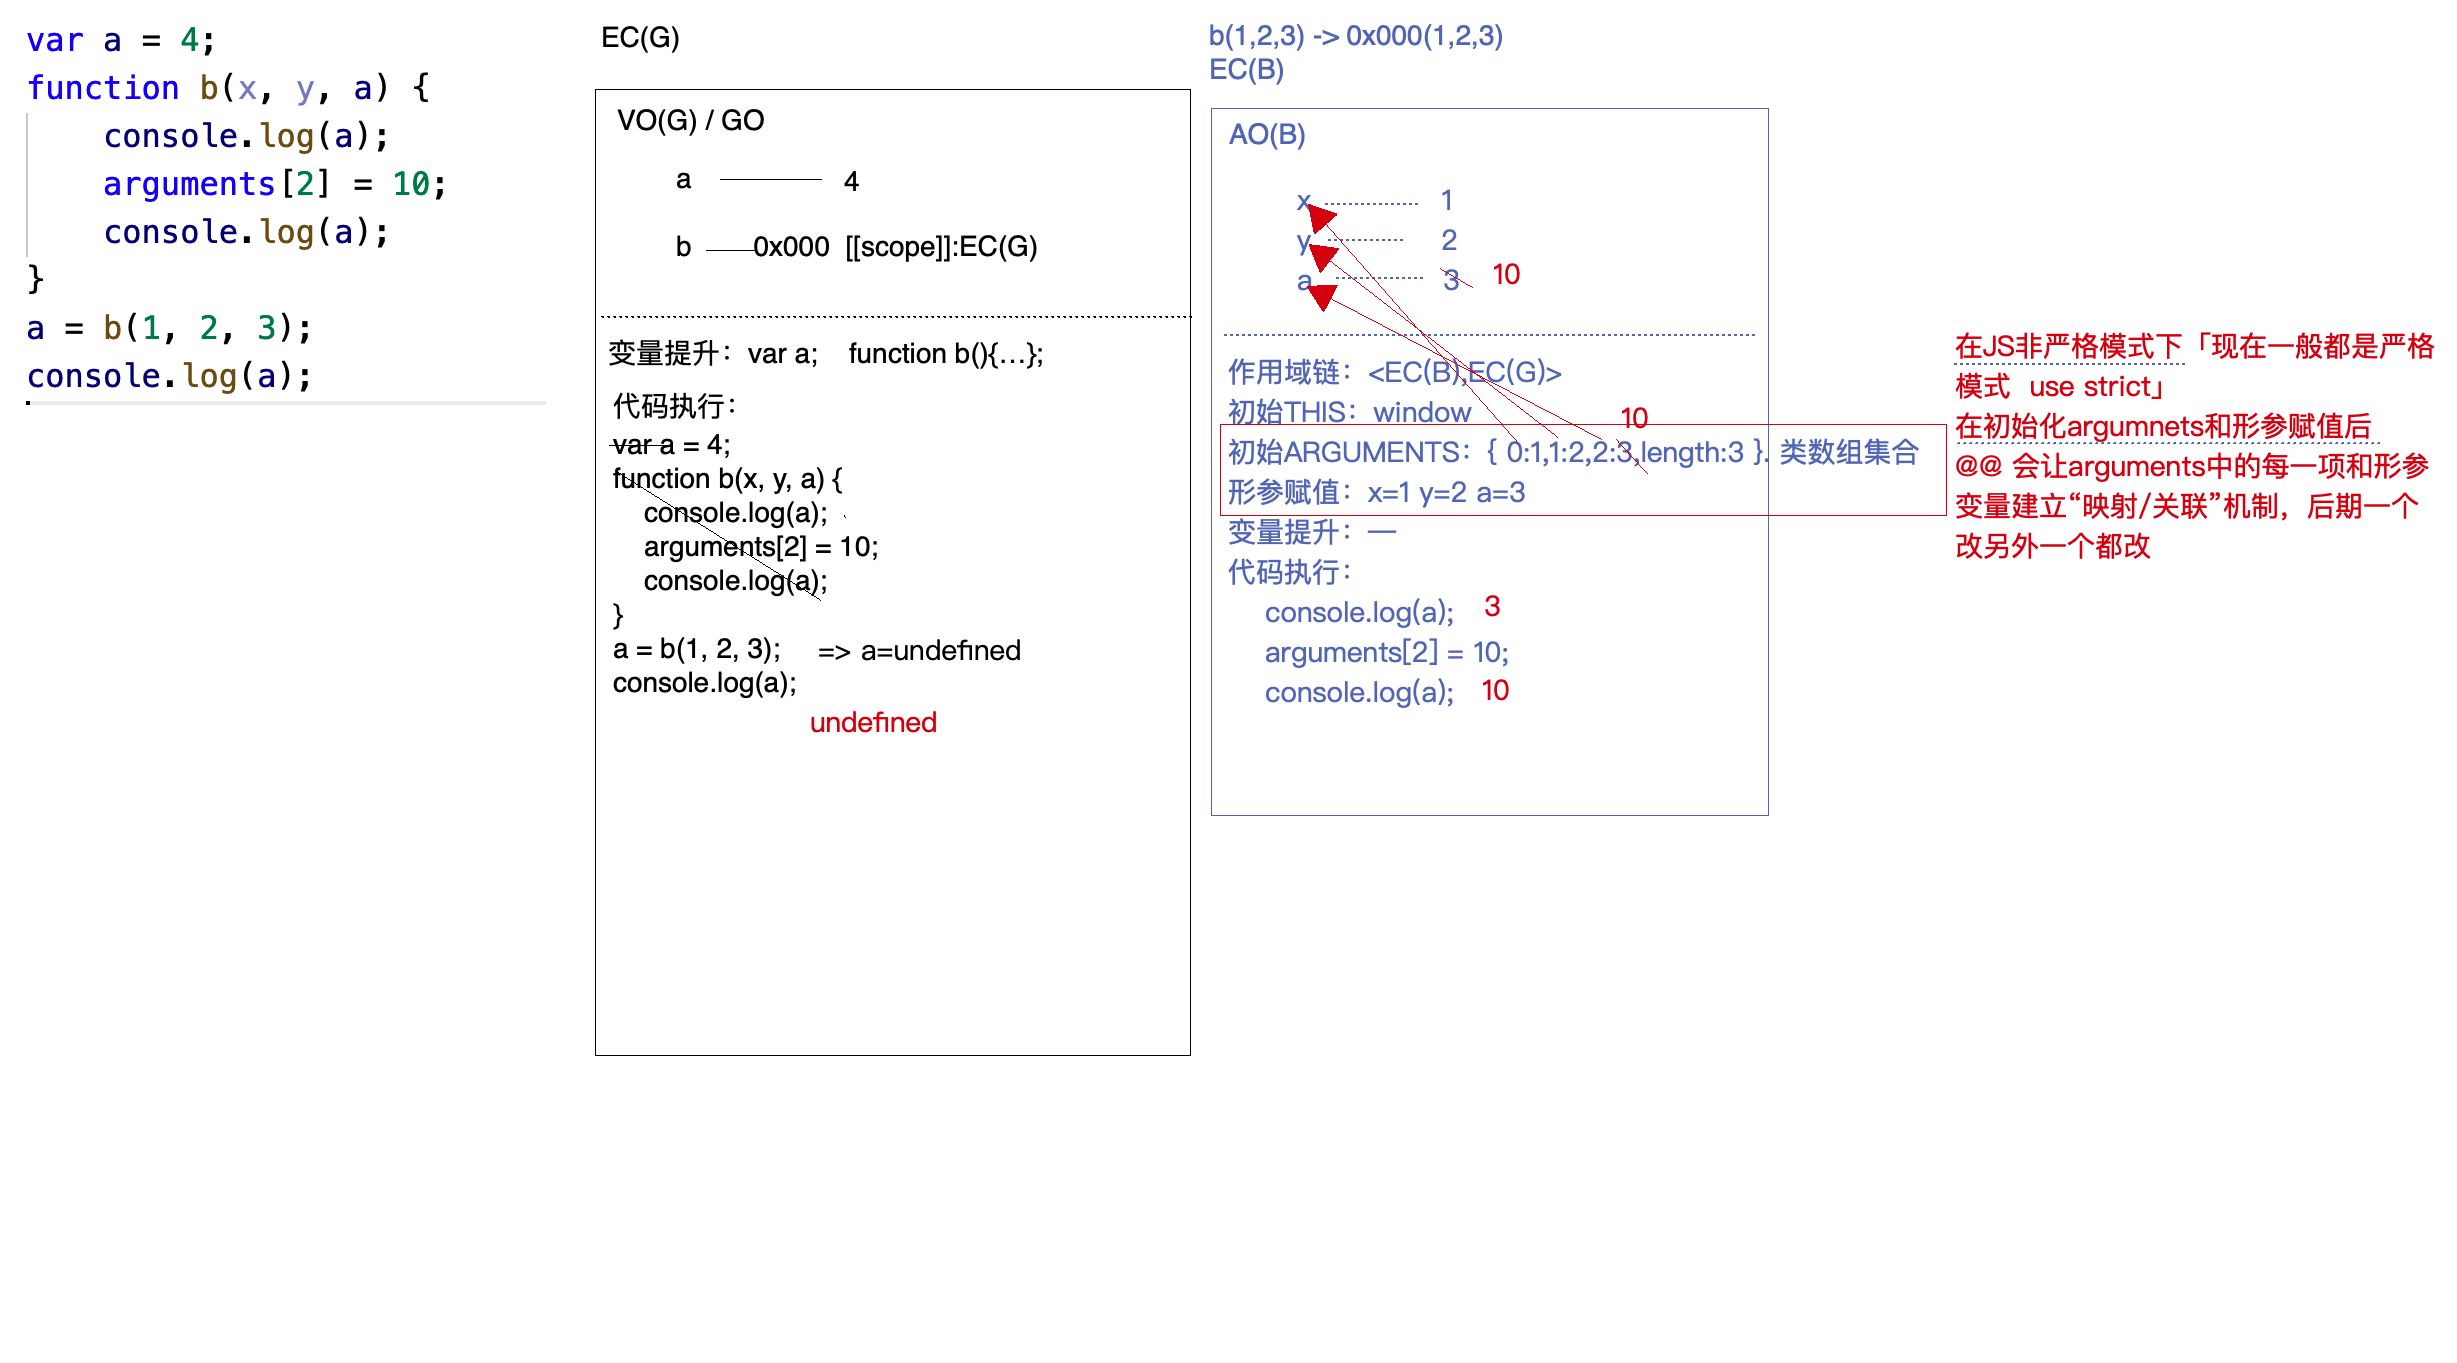 var a = 4;
function b(x, y, a) {
console.log(a);
arguments[2] = 10;
console.log(a);
}
a = b(1, 2, 3);
console.log(a);
EC(G)
VO(G) / GO
a 4
b 0x000 [[scope]]:EC(G)
变量提升：var a; function b(){...};
代码执行：
var a = 4;
function b(x, y, a) {
console.log(a);
arguments[2] = 10;
console.log(a);
}
a = b(1, 2, 3); => a=undefined
console.log(a);
undefined
b(1,2,3) -> 0x000(1,2,3)
EC(B)
AO(B)
x 1
y 2
a 3 10
作用域链：<EC(B),EC(G)>
初始THIS：window
10
初始ARGUMENTS：{ 0:1,1:2,2:3,length:3 }. 类数组集合
形参赋值：x=1 y=2 a=3
变量提升：—
代码执行：
console.log(a); 3
arguments[2] = 10;
console.log(a); 10
在JS非严格模式下「现在一般都是严格
模式 use strict」
在初始化argumnets和形参赋值后
@@ 会让arguments中的每一项和形参
变量建立“映射/关联”机制，后期一个
改另外一个都改